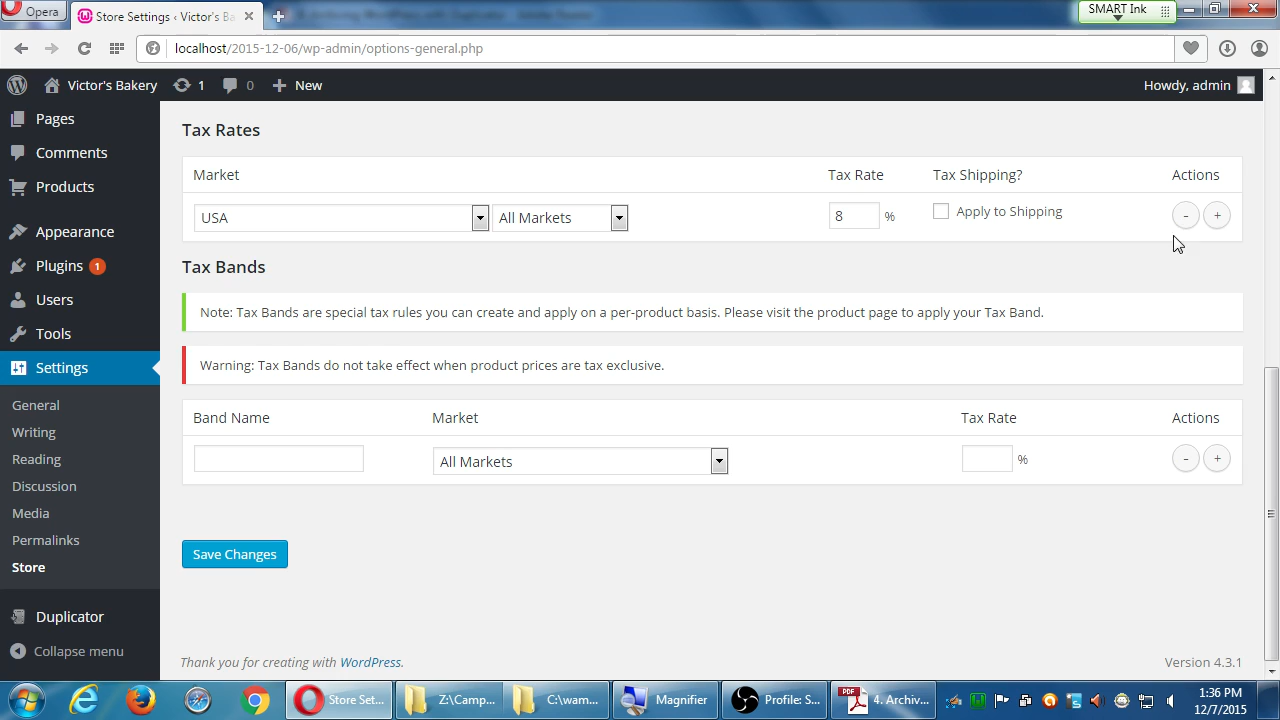 Opera
Store Settings ‹ Victor's Ba
SMART Ink
localhost/2015-12-06/wp-admin/options-general.php
Victor's Bakery
1
0
New
Howdy, admin
Pages
Comments
Products
Appearance
Plugins 1
Users
Tools
Settings
General
Writing
Reading
Discussion
Media
Permalinks
Store
Duplicator
Collapse menu
Tax Rates
Market Tax Rate Tax Shipping? Actions
USA All Markets 8 % Apply to Shipping - +
Tax Bands
Note: Tax Bands are special tax rules you can create and apply on a per-product basis. Please visit the product page to apply your Tax Band.
Warning: Tax Bands do not take effect when product prices are tax exclusive.
Band Name Market Tax Rate Actions
All Markets % - +
Save Changes
Thank you for creating with WordPress.
Version 4.3.1
Store Set...
Z:\Camp...
C:\wam...
Magnifier
Profile: S...
PDF
4. Archiv...
1:36 PM
12/7/2015